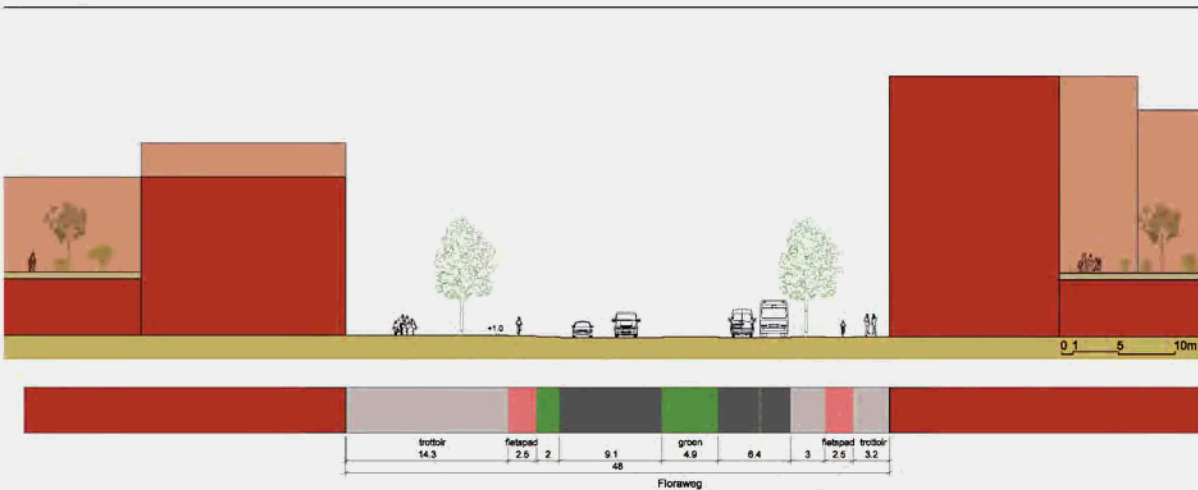 +1.0
0 1 5 10m
trottoir fietspad groen fietspad trottoir
14.3 2.5 2 9.1 4.9 6.4 3 2.5 3.2
48
Floraweg